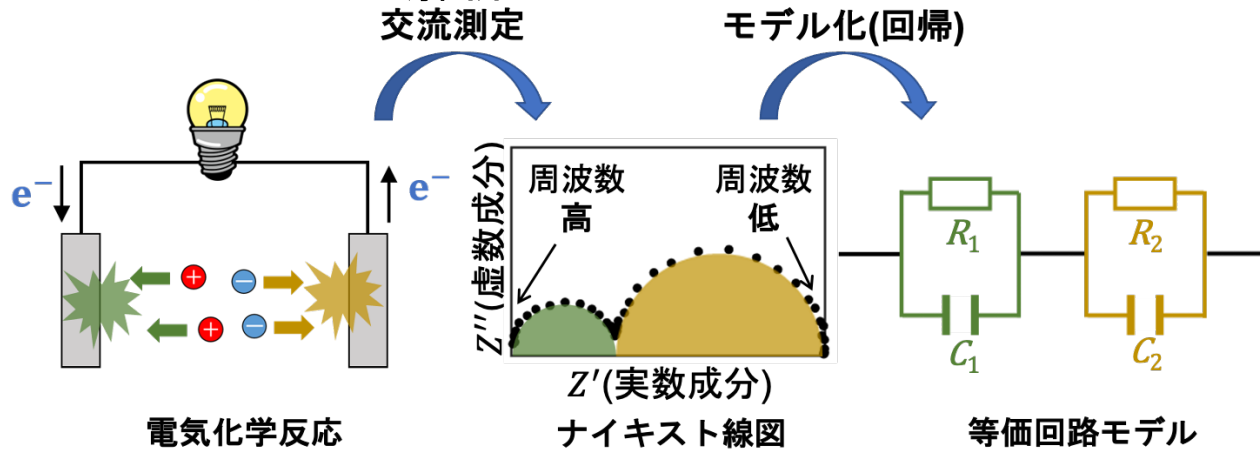 交流測定
モデル化(回帰)
e⁻
e⁻
+
−
+
−
Z''(虚数成分)
周波数
高
周波数
低
Z'(実数成分)
R₁
C₁
R₂
C₂
電気化学反応
ナイキスト線図
等価回路モデル